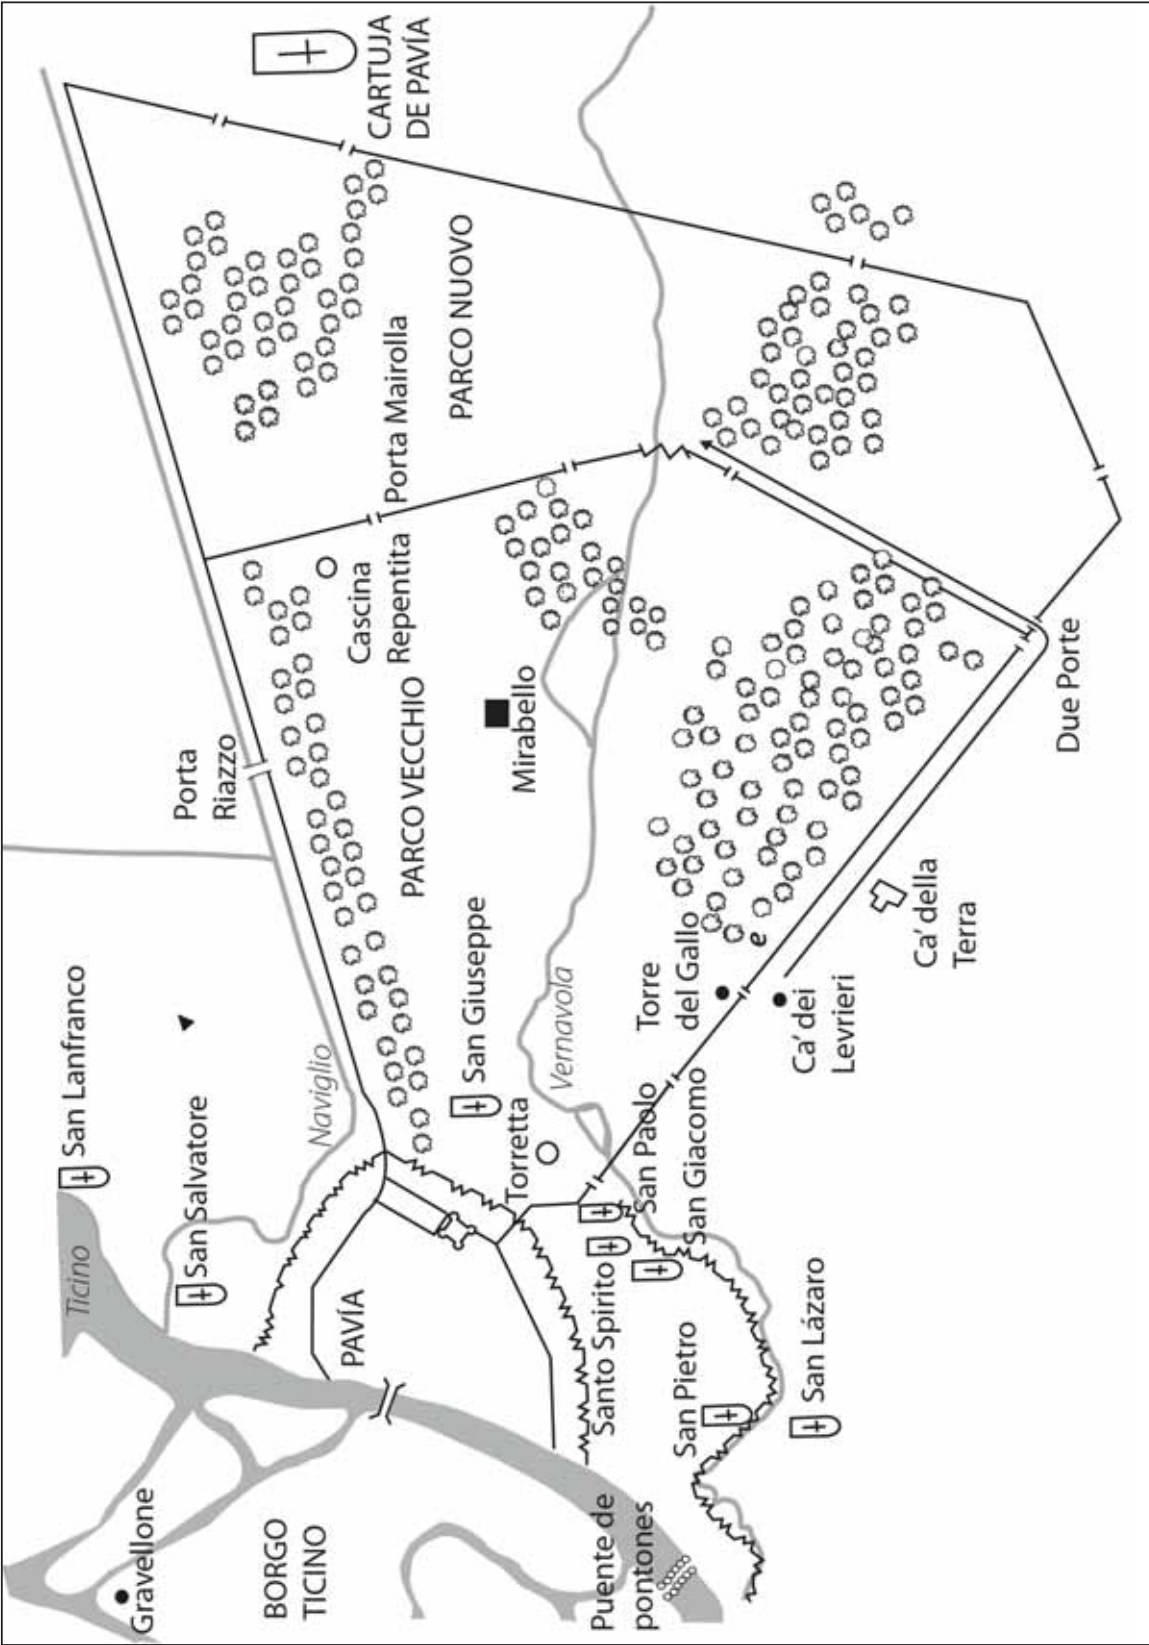 Ticino
San Lanfranco
Gravellone
San Salvatore
Porta
Riazzo
BORGO
TICINO
Naviglio
PAVÍA
Cascina
Repentita
Porta Mairolla
CARTUJA
DE PAVÍA
PARCO VECCHIO
PARCO NUOVO
San Giuseppe
Torretta
Mirabello
Vernavola
Puente de
pontones
Santo Spirito
San Paolo
Torre
del Gallo
San Pietro
San Giacomo
e
San Lázaro
Ca' dei
Levrieri
Ca' della
Terra
Due Porte